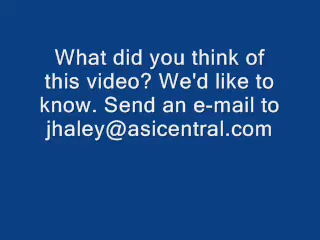 What did you think of
this video? We'd like to
know. Send an e-mail to
jhaley@asicentral.com